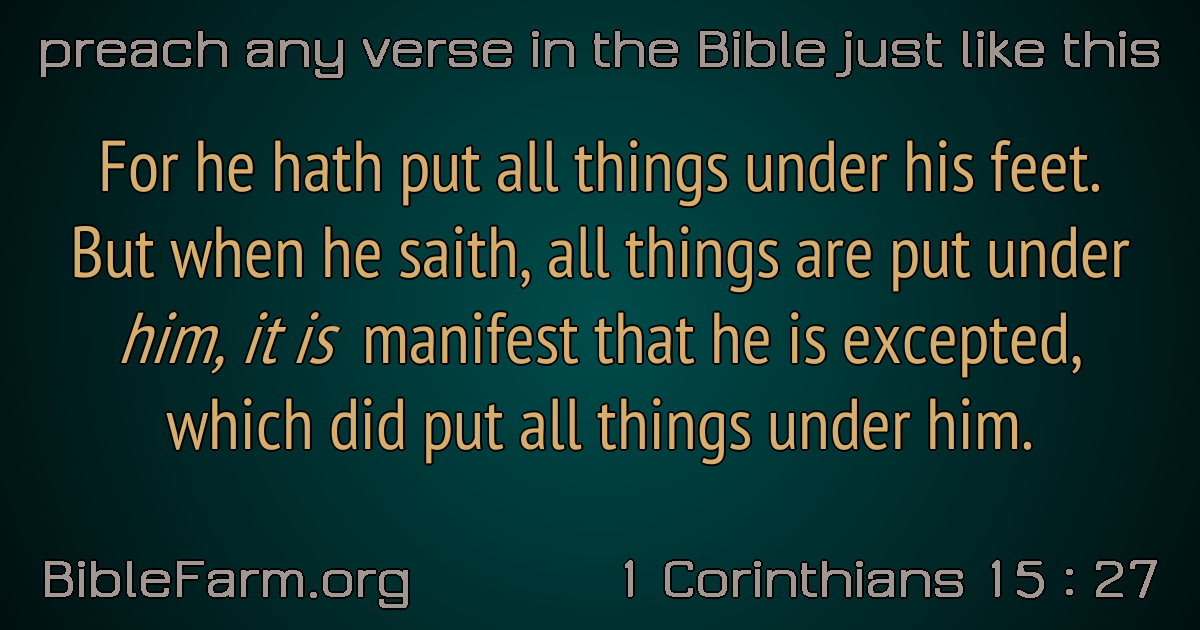 preach any verse in the Bible just like this
For he hath put all things under his feet.
But when he saith, all things are put under
him, it is manifest that he is excepted,
which did put all things under him.
BibleFarm.org
1 Corinthians 15 : 27